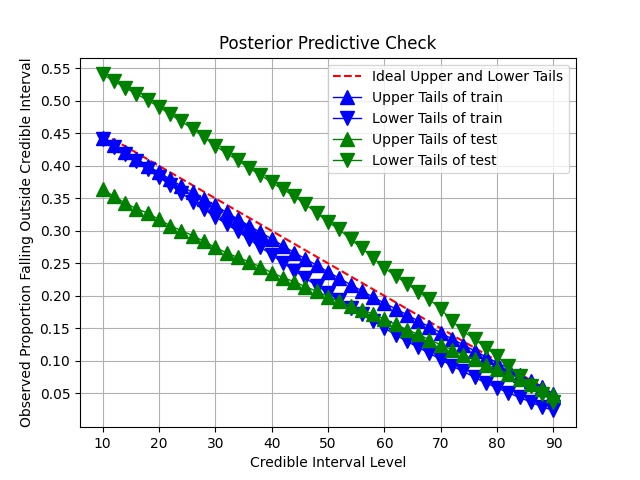 Posterior Predictive Check
Observed Proportion Falling Outside Credible Interval
0.55
0.50
0.45
0.40
0.35
0.30
0.25
0.20
0.15
0.10
0.05
Ideal Upper and Lower Tails
Upper Tails of train
Lower Tails of train
Upper Tails of test
Lower Tails of test
10 20 30 40 50 60 70 80 90
Credible Interval Level